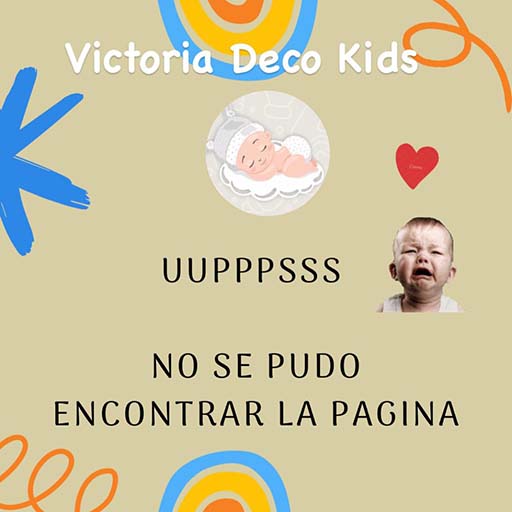 Victoria Deco Kids
UUPPPSSS
NO SE PUDO
ENCONTRAR LA PAGINA